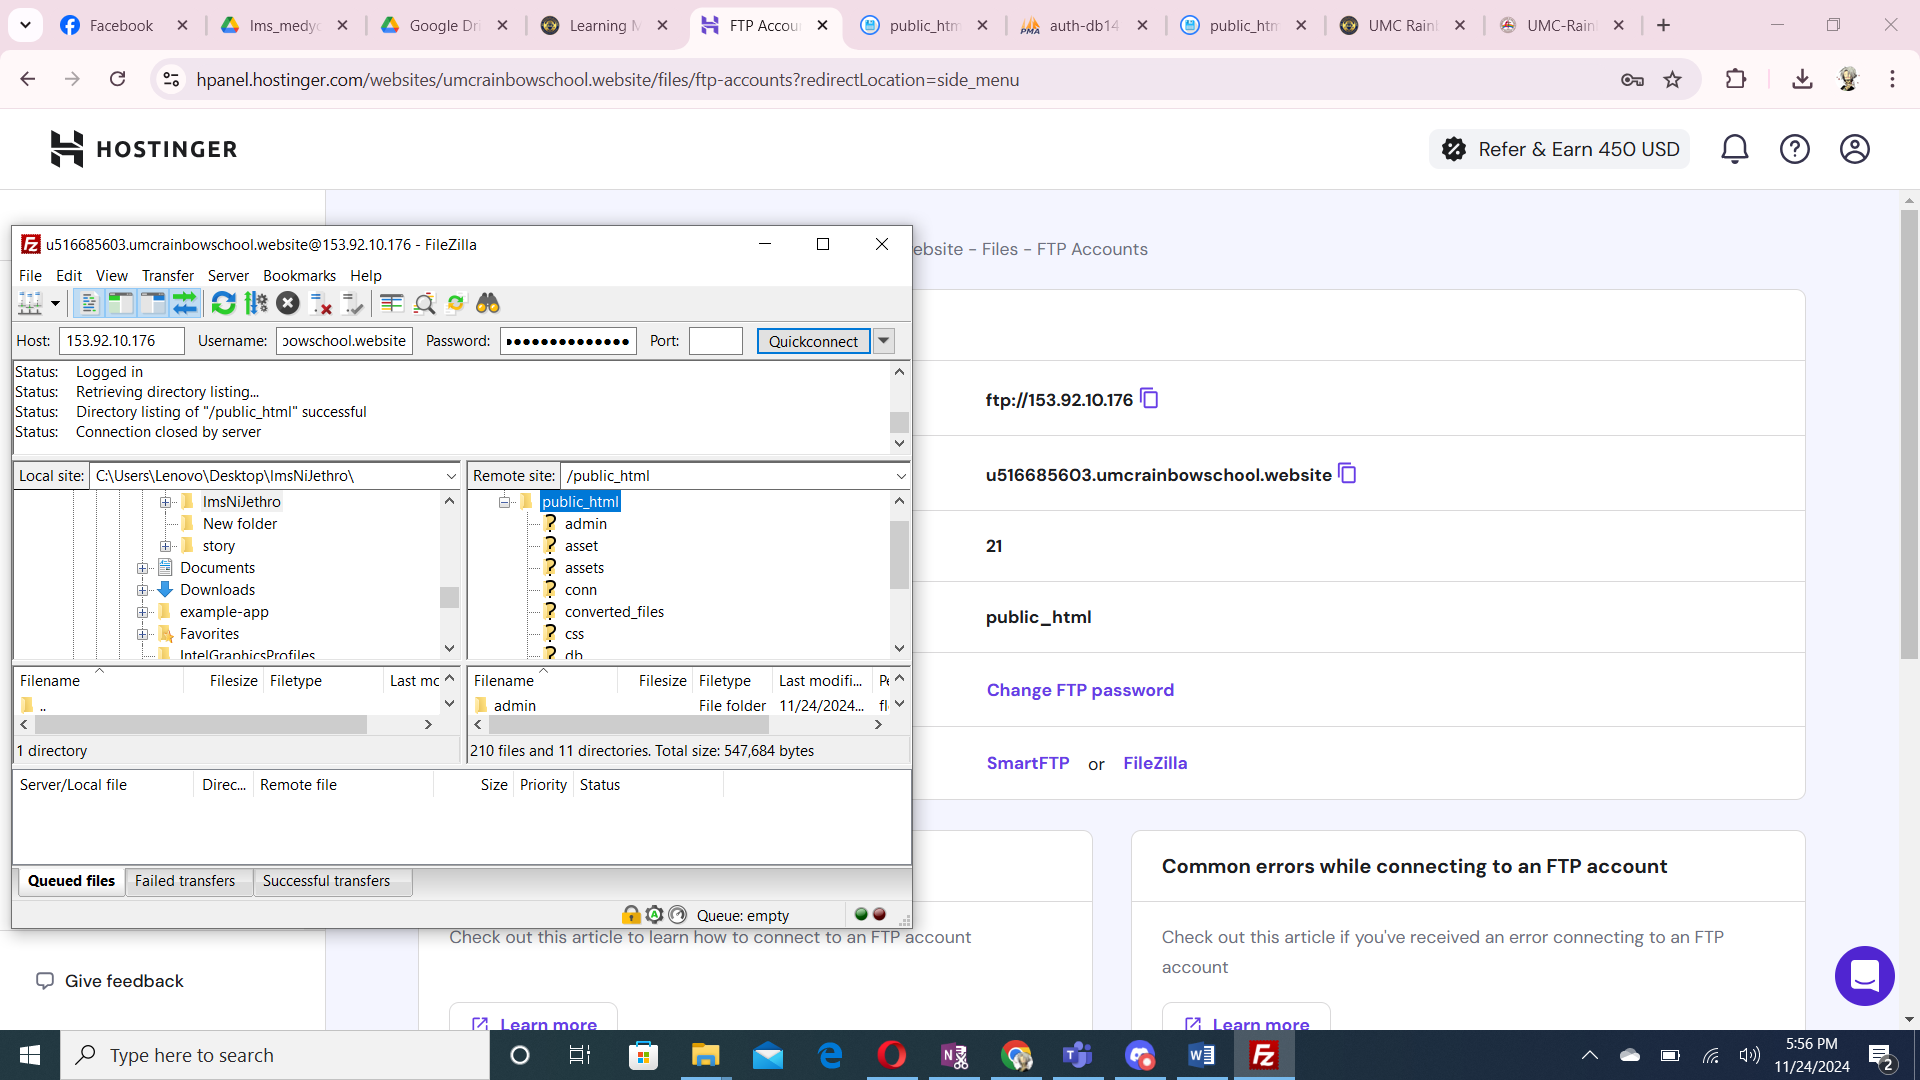 Facebook
lms_medyo
Google Dri
Learning M
FTP Accou
public_htm
auth-db14
public_htm
UMC Rainb
UMC-Rainl
hpanel.hostinger.com/websites/umcrainbowschool.website/files/ftp-accounts?redirectLocation=side_menu
HOSTINGER
Refer & Earn 450 USD
ebsite - Files - FTP Accounts
u516685603.umcrainbowschool.website@153.92.10.176 - FileZilla
File Edit View Transfer Server Bookmarks Help
Host: 153.92.10.176 Username: bowschool.website Password: ●●●●●●●●●●●●●● Port: Quickconnect
Status: Logged in
Status: Retrieving directory listing...
Status: Directory listing of "/public_html" successful
Status: Connection closed by server
Local site: C:\Users\Lenovo\Desktop\lmsNiJethro\
lmsNiJethro
New folder
story
Documents
Downloads
example-app
Favorites
IntelGraphicsProfiles
Remote site: /public_html
public_html
admin
asset
assets
conn
converted_files
css
db
Filename Filesize Filetype Last mo
..
1 directory
Filename Filesize Filetype Last modifi... Pe
admin File folder 11/24/2024... fl
210 files and 11 directories. Total size: 547,684 bytes
Server/Local file Direc... Remote file Size Priority Status
Queued files Failed transfers Successful transfers
Queue: empty
ftp://153.92.10.176
u516685603.umcrainbowschool.website
21
public_html
Change FTP password
SmartFTP or FileZilla
Check out this article to learn how to connect to an FTP account
Learn more
Common errors while connecting to an FTP account
Check out this article if you've received an error connecting to an FTP
account
Learn more
Give feedback
Type here to search
5:56 PM
11/24/2024
2